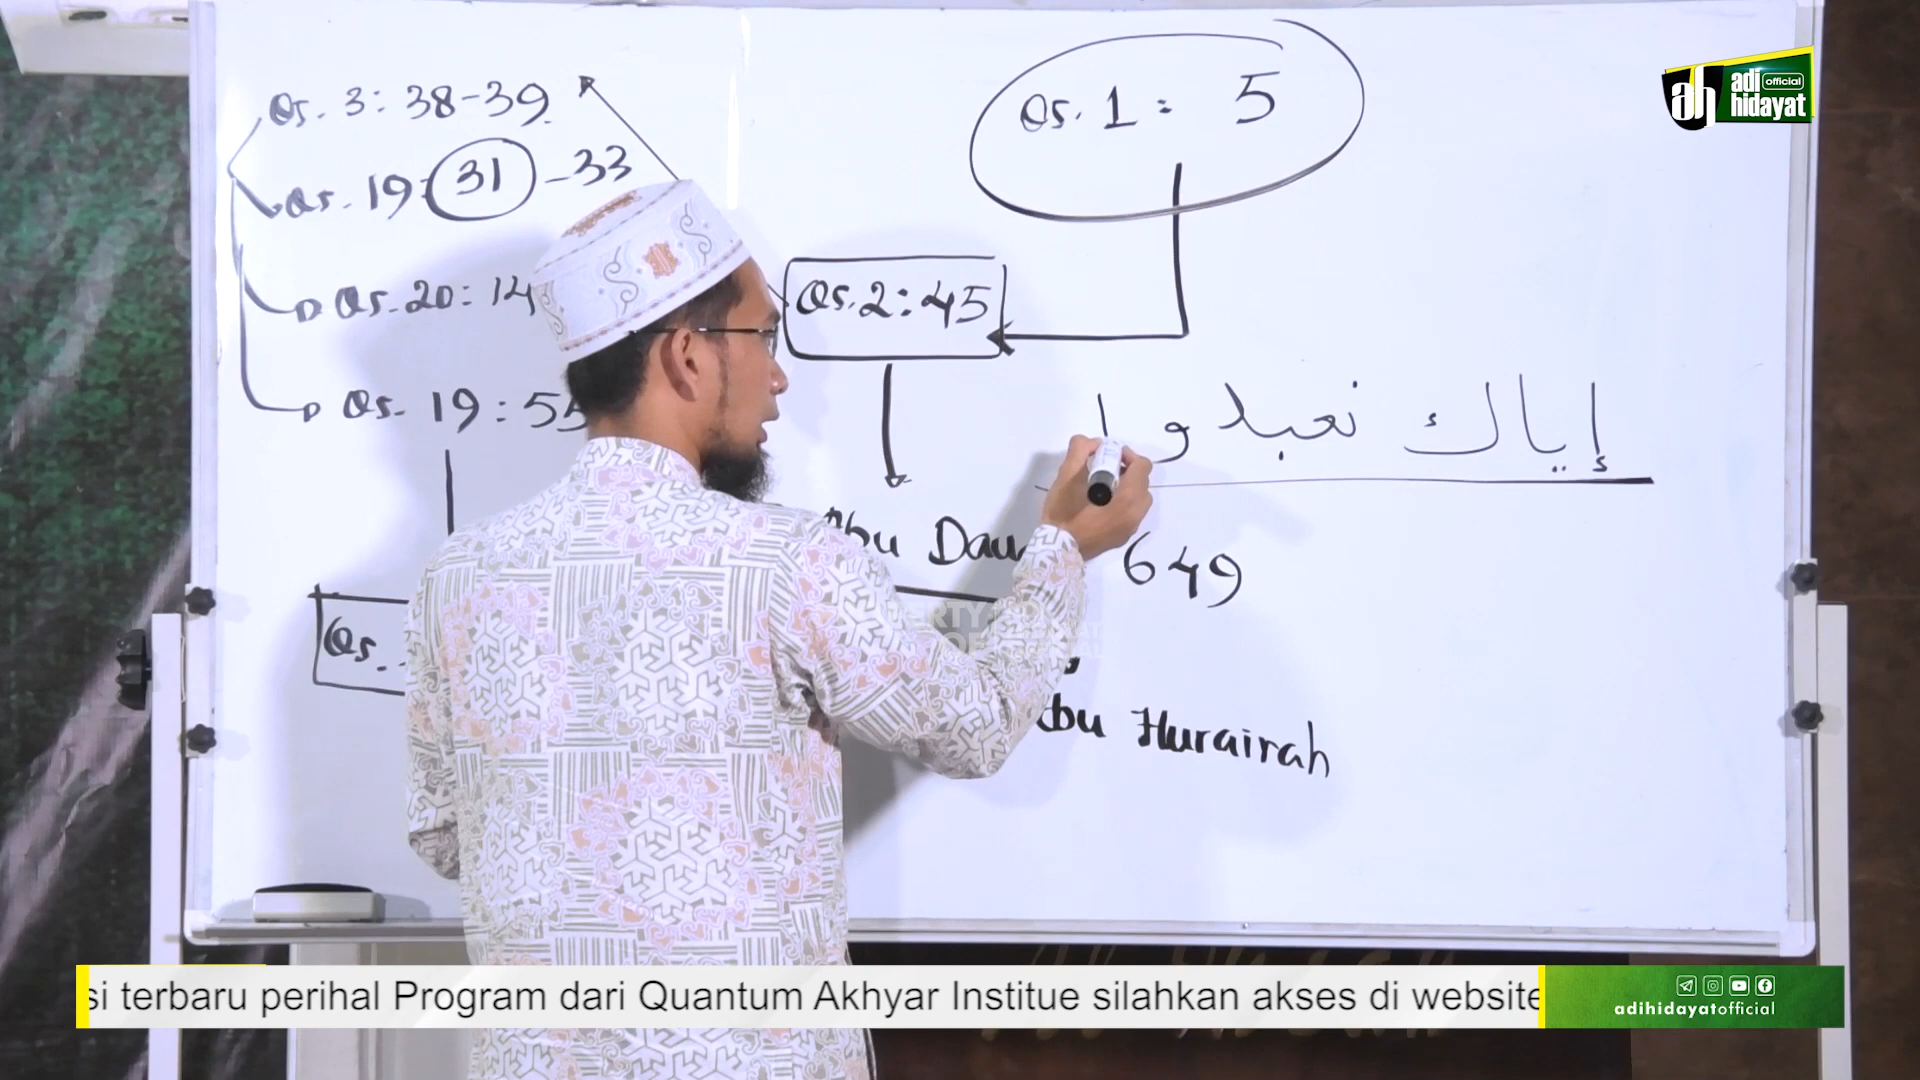 Qs. 3: 38-39
Qs. 19: 31 - 33
Qs. 20: 14
Qs. 19: 55
Qs.
Qs. 1: 5
Qs. 2: 45
إياك نعبد و ا
Abu Dau
649
Abu Hurairah
ah adi official hidayat
si terbaru perihal Program dari Quantum Akhyar Institue silahkan akses di website
adihidayatofficial